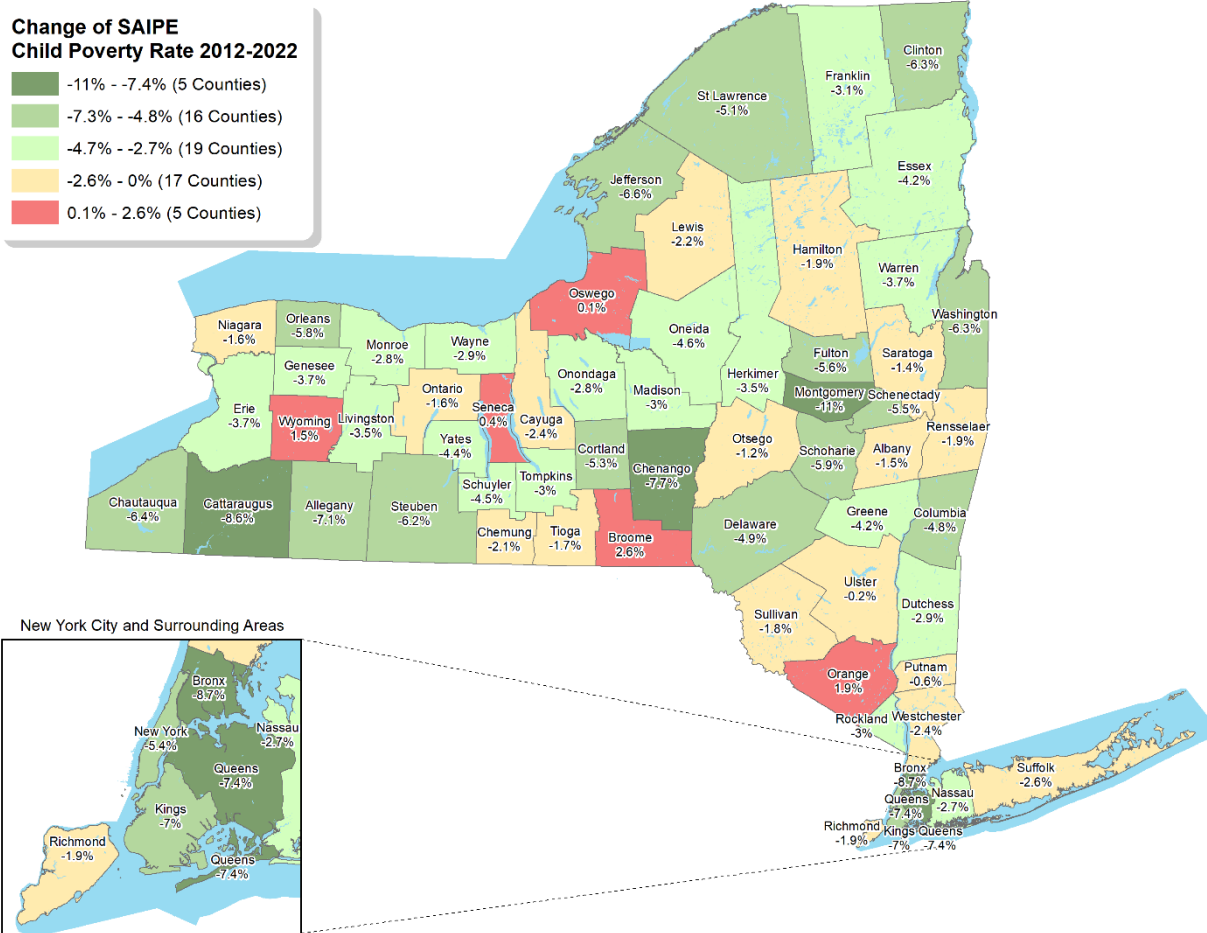 Change of SAIPE
Child Poverty Rate 2012-2022
-11% - -7.4% (5 Counties)
-7.3% - -4.8% (16 Counties)
-4.7% - -2.7% (19 Counties)
-2.6% - 0% (17 Counties)
0.1% - 2.6% (5 Counties)
Clinton
-6.3%
Franklin
-3.1%
St Lawrence
-5.1%
Essex
-4.2%
Jefferson
-6.6%
Lewis
-2.2%
Hamilton
-1.9%
Warren
-3.7%
Washington
-6.3%
Oswego
0.1%
Oneida
-4.6%
Herkimer
-3.5%
Fulton
-5.6%
Saratoga
-1.4%
Niagara
-1.6%
Orleans
-5.8%
Monroe
-2.8%
Wayne
-2.9%
Genesee
-3.7%
Onondaga
-2.8%
Madison
-3%
Montgomery
-11%
Schenectady
-5.5%
Rensselaer
-1.9%
Erie
-3.7%
Wyoming
1.5%
Livingston
-3.5%
Ontario
-1.6%
Seneca
0.4%
Cayuga
-2.4%
Yates
-4.4%
Cortland
-5.3%
Chenango
-7.7%
Otsego
-1.2%
Schoharie
-5.9%
Albany
-1.5%
Chautauqua
-6.4%
Cattaraugus
-8.6%
Allegany
-7.1%
Steuben
-6.2%
Schuyler
-4.5%
Tompkins
-3%
Chemung
-2.1%
Tioga
-1.7%
Broome
2.6%
Delaware
-4.9%
Greene
-4.2%
Columbia
-4.8%
Ulster
-0.2%
Dutchess
-2.9%
Sullivan
-1.8%
Orange
1.9%
Putnam
-0.6%
Rockland
-3%
Westchester
-2.4%
Bronx
-8.7%
Queens
-7.4%
Nassau
-2.7%
Suffolk
-2.6%
Richmond
-1.9%
Kings
-7%
Queens
-7.4%
New York City and Surrounding Areas
Bronx
-8.7%
New York
-5.4%
Nassau
-2.7%
Queens
-7.4%
Kings
-7%
Richmond
-1.9%
Queens
-7.4%